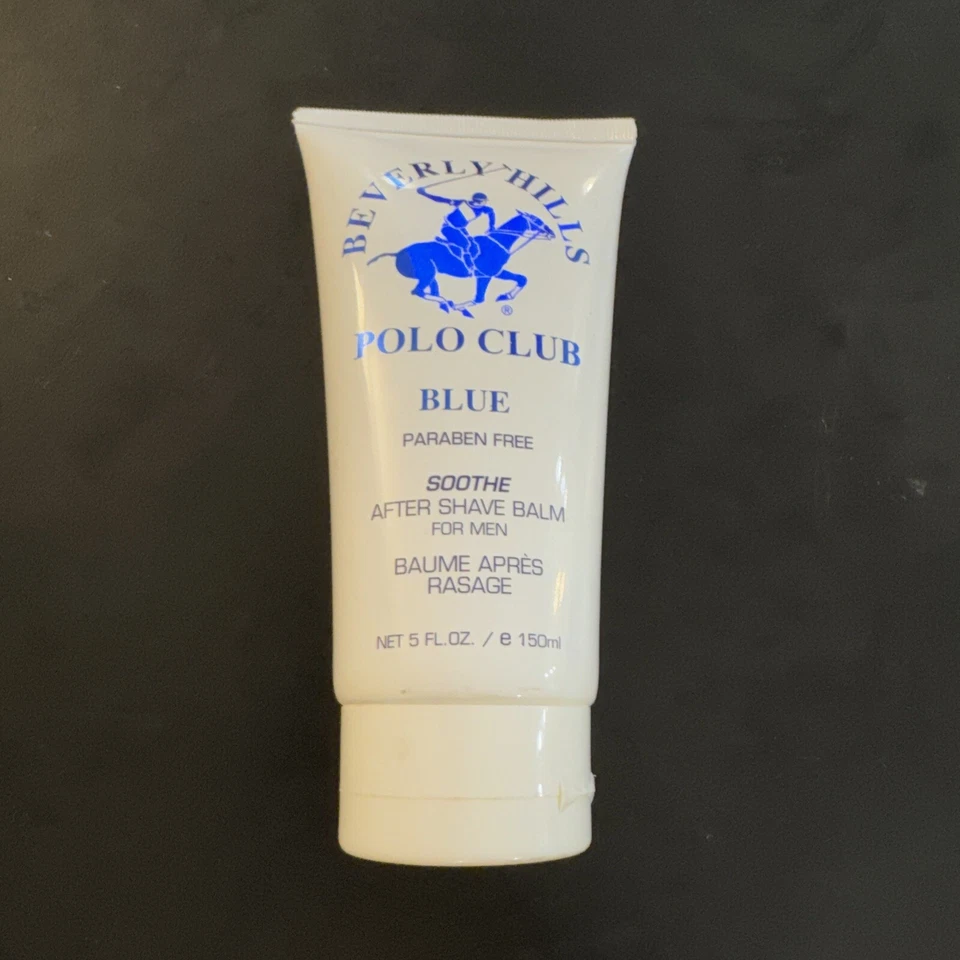 BEVERLY HILLS
®
POLO CLUB
BLUE
PARABEN FREE
SOOTHE
AFTER SHAVE BALM
FOR MEN
BAUME APRÈS
RASAGE
NET 5 FL.OZ. / e 150ml